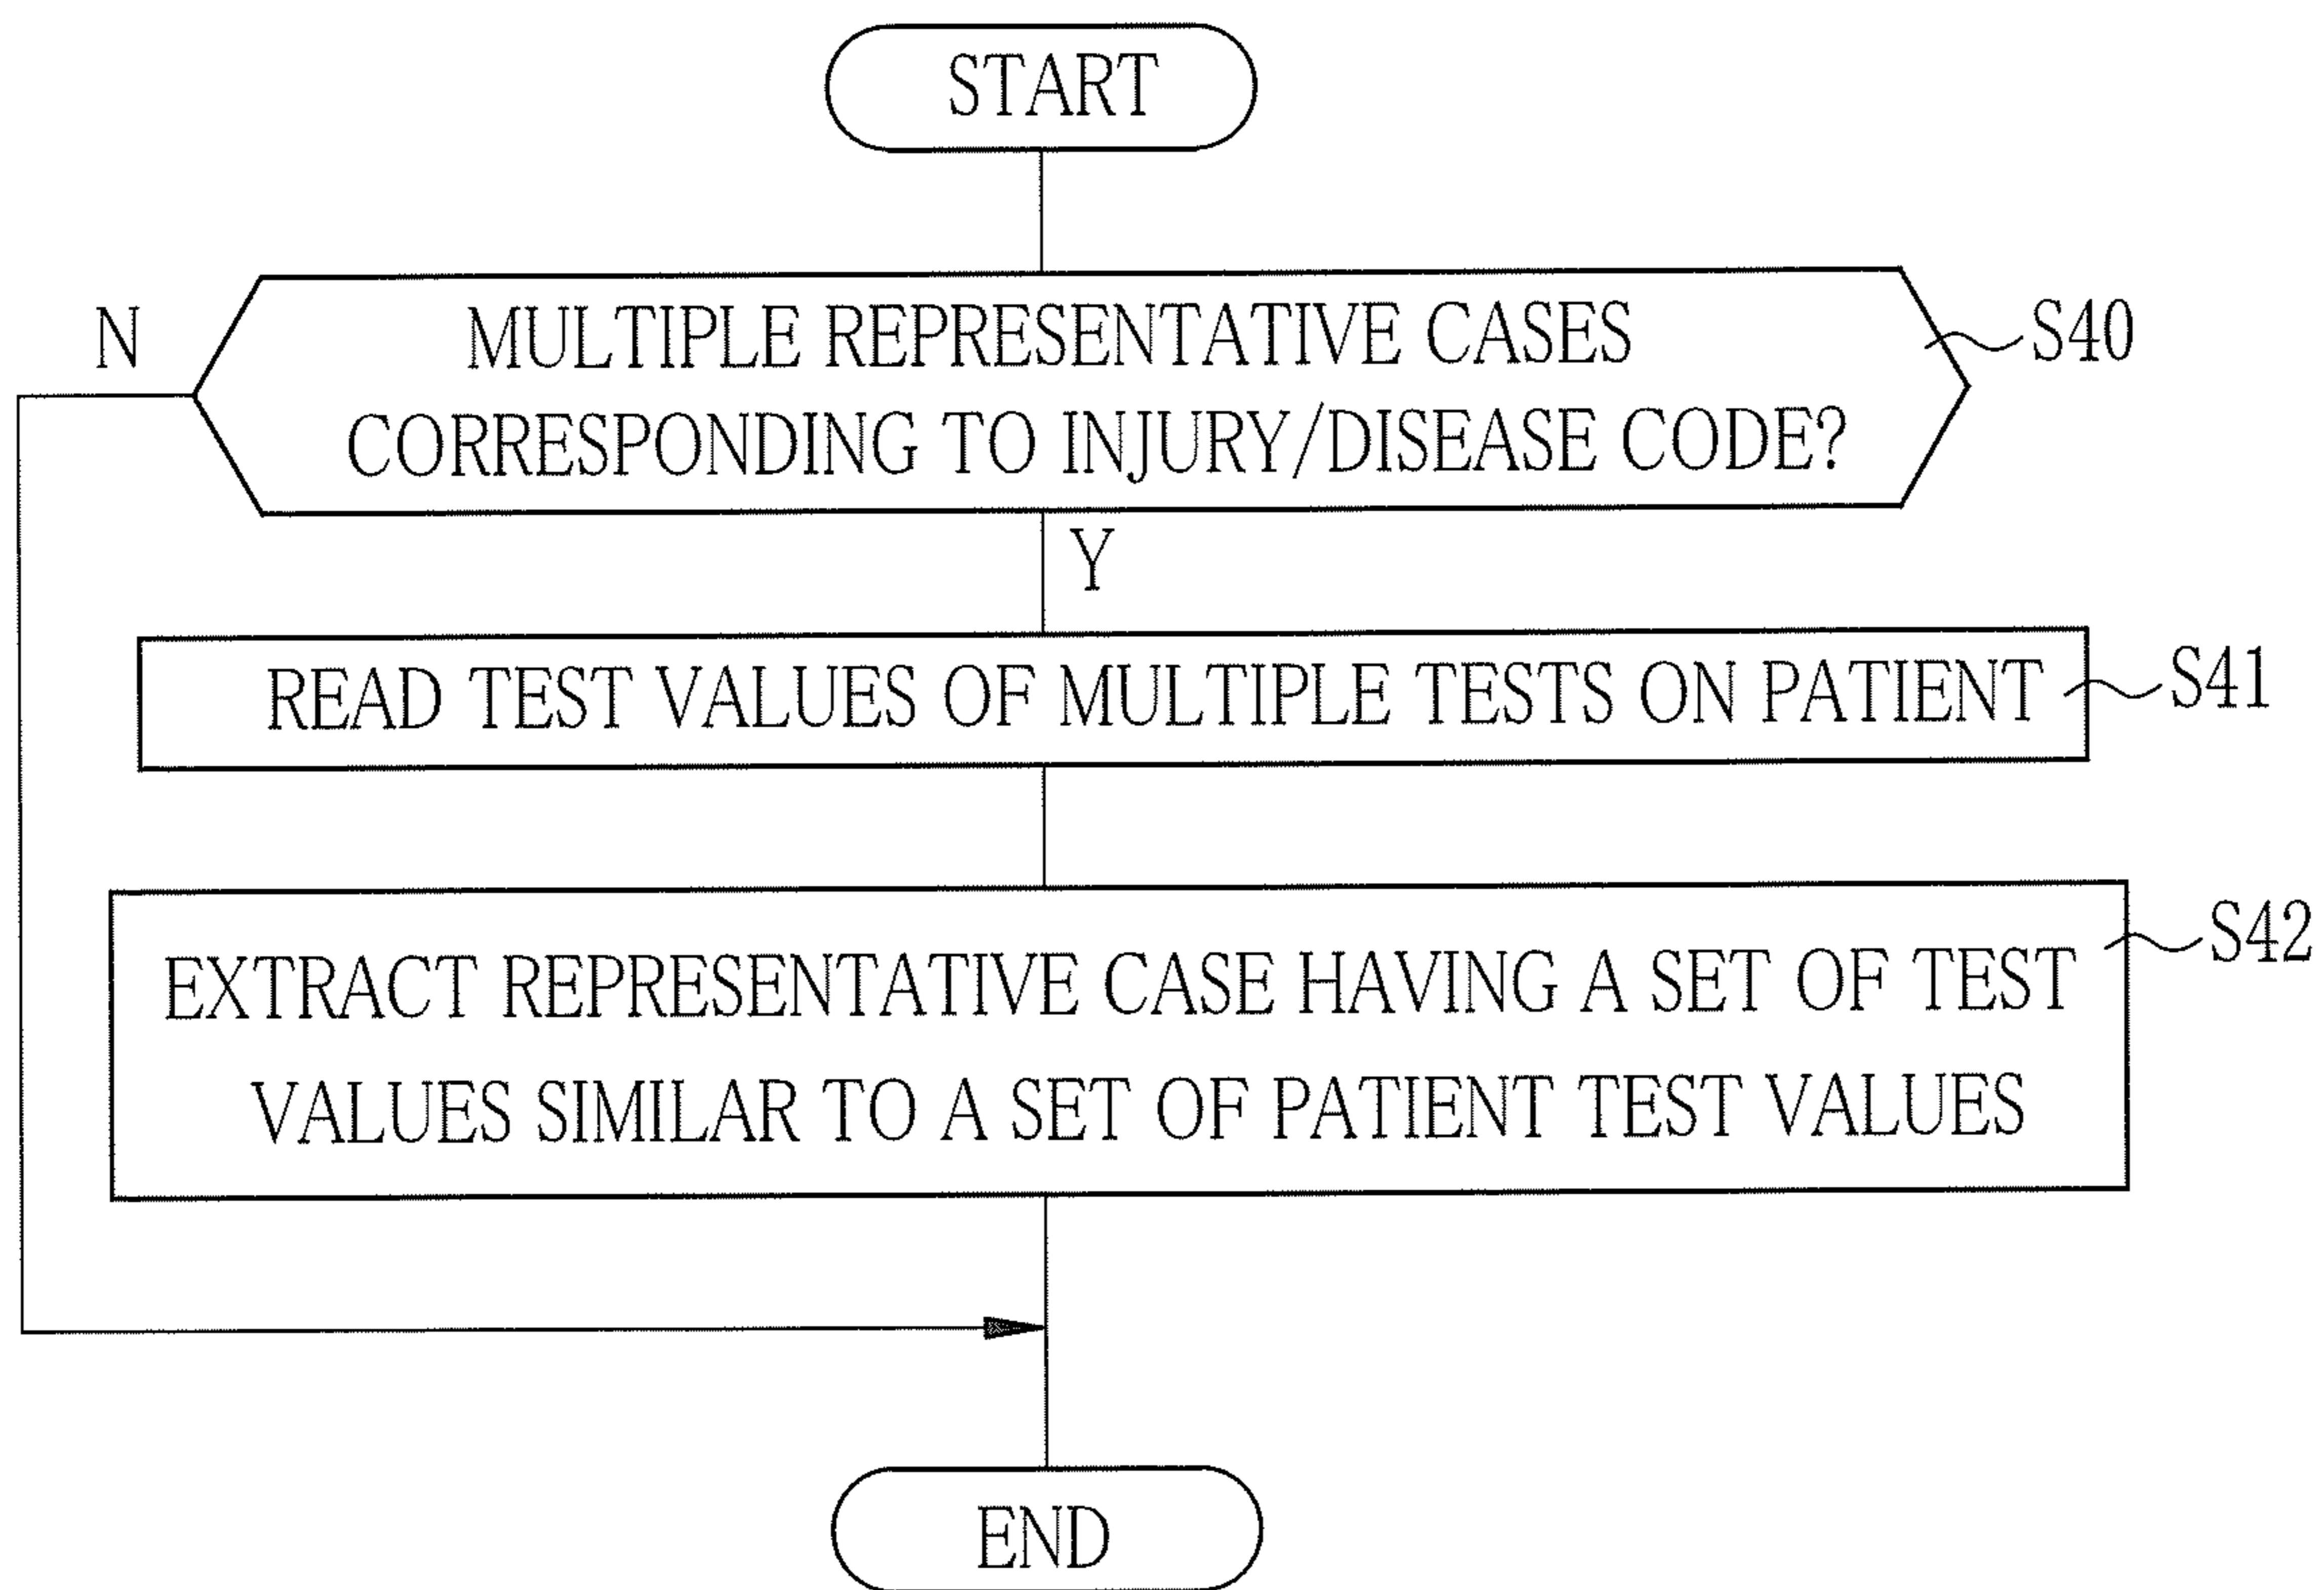 START
N
MULTIPLE REPRESENTATIVE CASES
CORRESPONDING TO INJURY/DISEASE CODE?
S40
Y
READ TEST VALUES OF MULTIPLE TESTS ON PATIENT
S41
EXTRACT REPRESENTATIVE CASE HAVING A SET OF TEST
VALUES SIMILAR TO A SET OF PATIENT TEST VALUES
S42
END